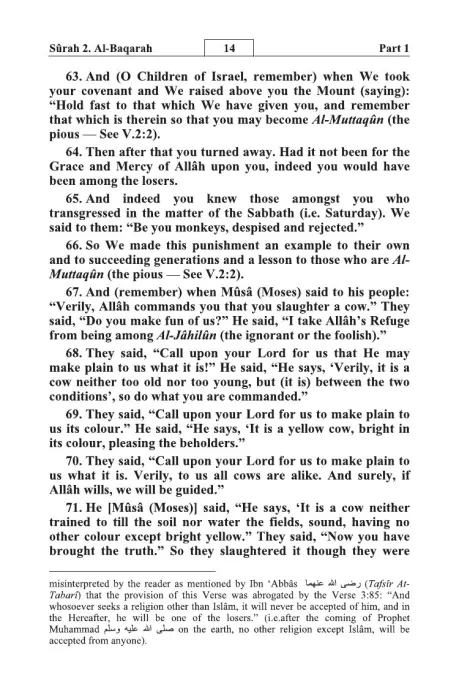 Sûrah 2. Al-Baqarah 14 Part 1
63. And (O Children of Israel, remember) when We took
your covenant and We raised above you the Mount (saying):
“Hold fast to that which We have given you, and remember
that which is therein so that you may become Al-Muttaqûn (the
pious — See V.2:2).
64. Then after that you turned away. Had it not been for the
Grace and Mercy of Allâh upon you, indeed you would have
been among the losers.
65. And indeed you knew those amongst you who
transgressed in the matter of the Sabbath (i.e. Saturday). We
said to them: “Be you monkeys, despised and rejected.”
66. So We made this punishment an example to their own
and to succeeding generations and a lesson to those who are Al-
Muttaqûn (the pious — See V.2:2).
67. And (remember) when Mûsâ (Moses) said to his people:
“Verily, Allâh commands you that you slaughter a cow.” They
said, “Do you make fun of us?” He said, “I take Allâh’s Refuge
from being among Al-Jâhilûn (the ignorant or the foolish).”
68. They said, “Call upon your Lord for us that He may
make plain to us what it is!” He said, “He says, ‘Verily, it is a
cow neither too old nor too young, but (it is) between the two
conditions’, so do what you are commanded.”
69. They said, “Call upon your Lord for us to make plain to
us its colour.” He said, “He says, ‘It is a yellow cow, bright in
its colour, pleasing the beholders.”
70. They said, “Call upon your Lord for us to make plain to
us what it is. Verily, to us all cows are alike. And surely, if
Allâh wills, we will be guided.”
71. He [Mûsâ (Moses)] said, “He says, ‘It is a cow neither
trained to till the soil nor water the fields, sound, having no
other colour except bright yellow.” They said, “Now you have
brought the truth.” So they slaughtered it though they were
misinterpreted by the reader as mentioned by Ibn ‘Abbâs رضى الله عنهما (Tafsîr At-
Tabarî) that the provision of this Verse was abrogated by the Verse 3:85: “And
whosoever seeks a religion other than Islâm, it will never be accepted of him, and in
the Hereafter, he will be one of the losers.” (i.e.after the coming of Prophet
Muhammad صلى الله عليه وسلم on the earth, no other religion except Islâm, will be
accepted from anyone).